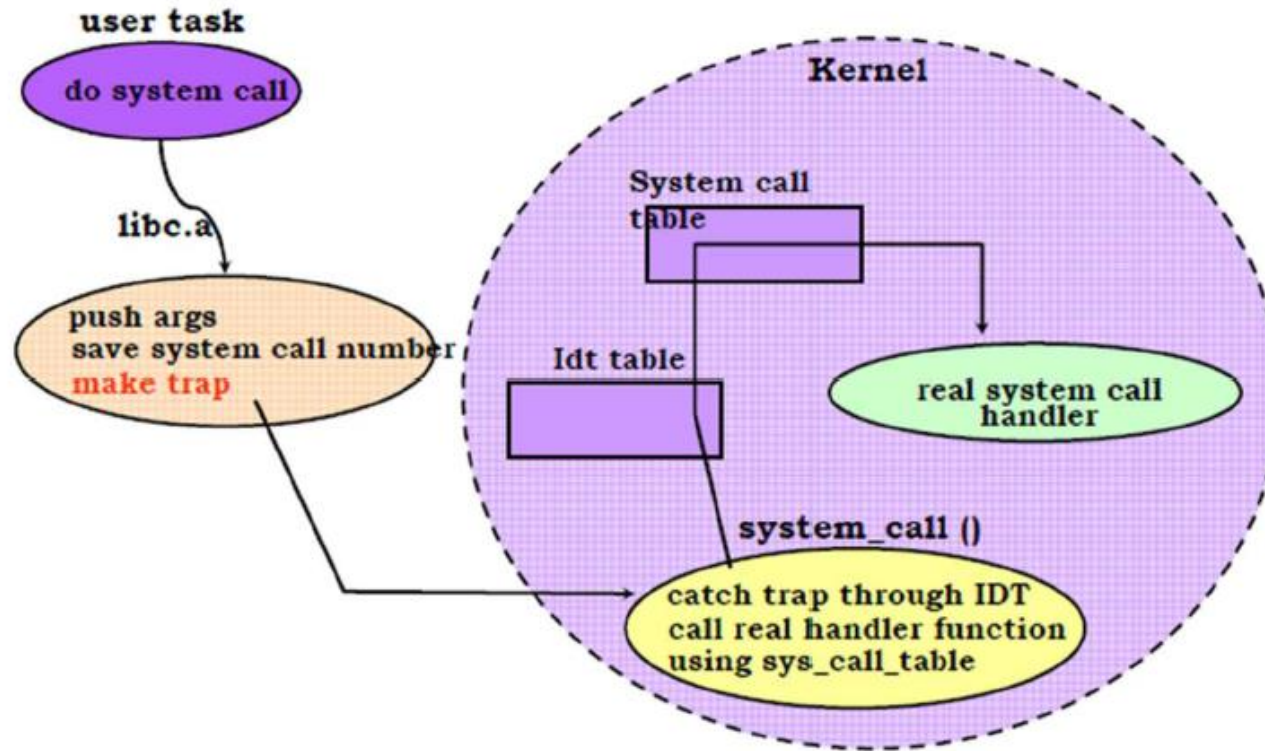 user task
do system call
libc.a
push args
save system call number
make trap
Kernel
System call
table
Idt table
real system call
handler
system_call ()
catch trap through IDT
call real handler function
using sys_call_table